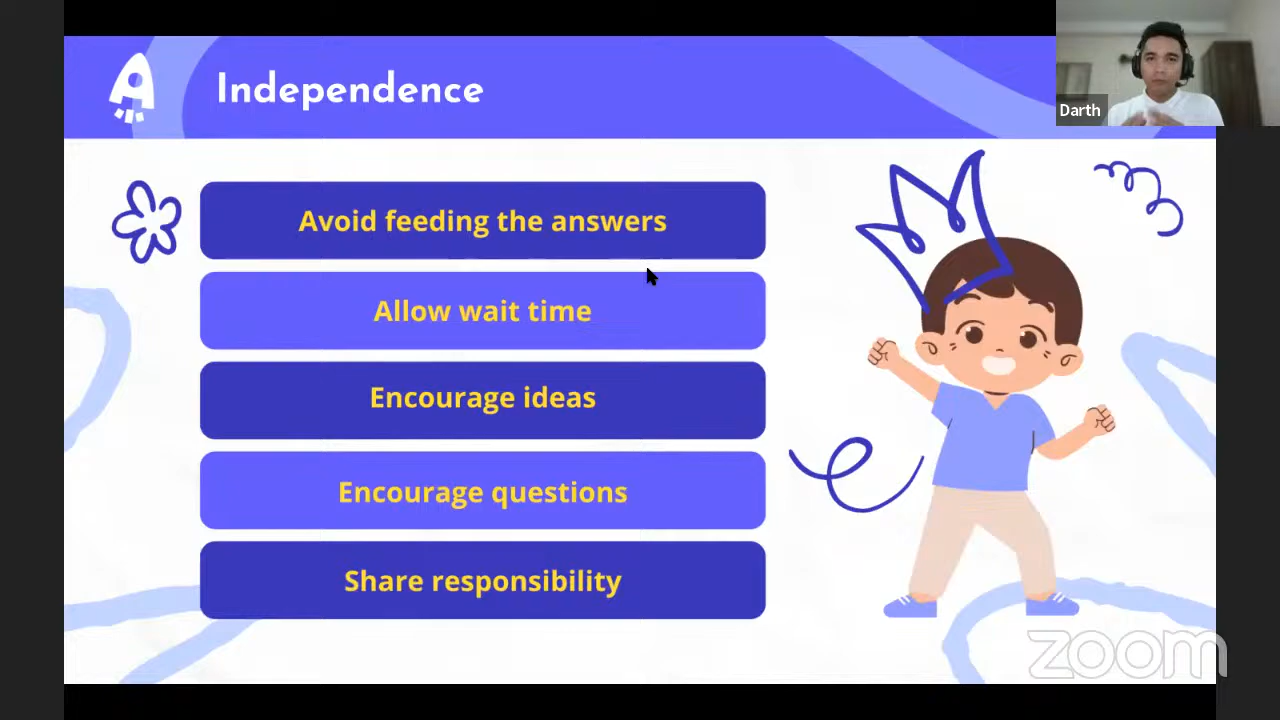 Independence
Darth
Avoid feeding the answers
Allow wait time
Encourage ideas
Encourage questions
Share responsibility
zoom